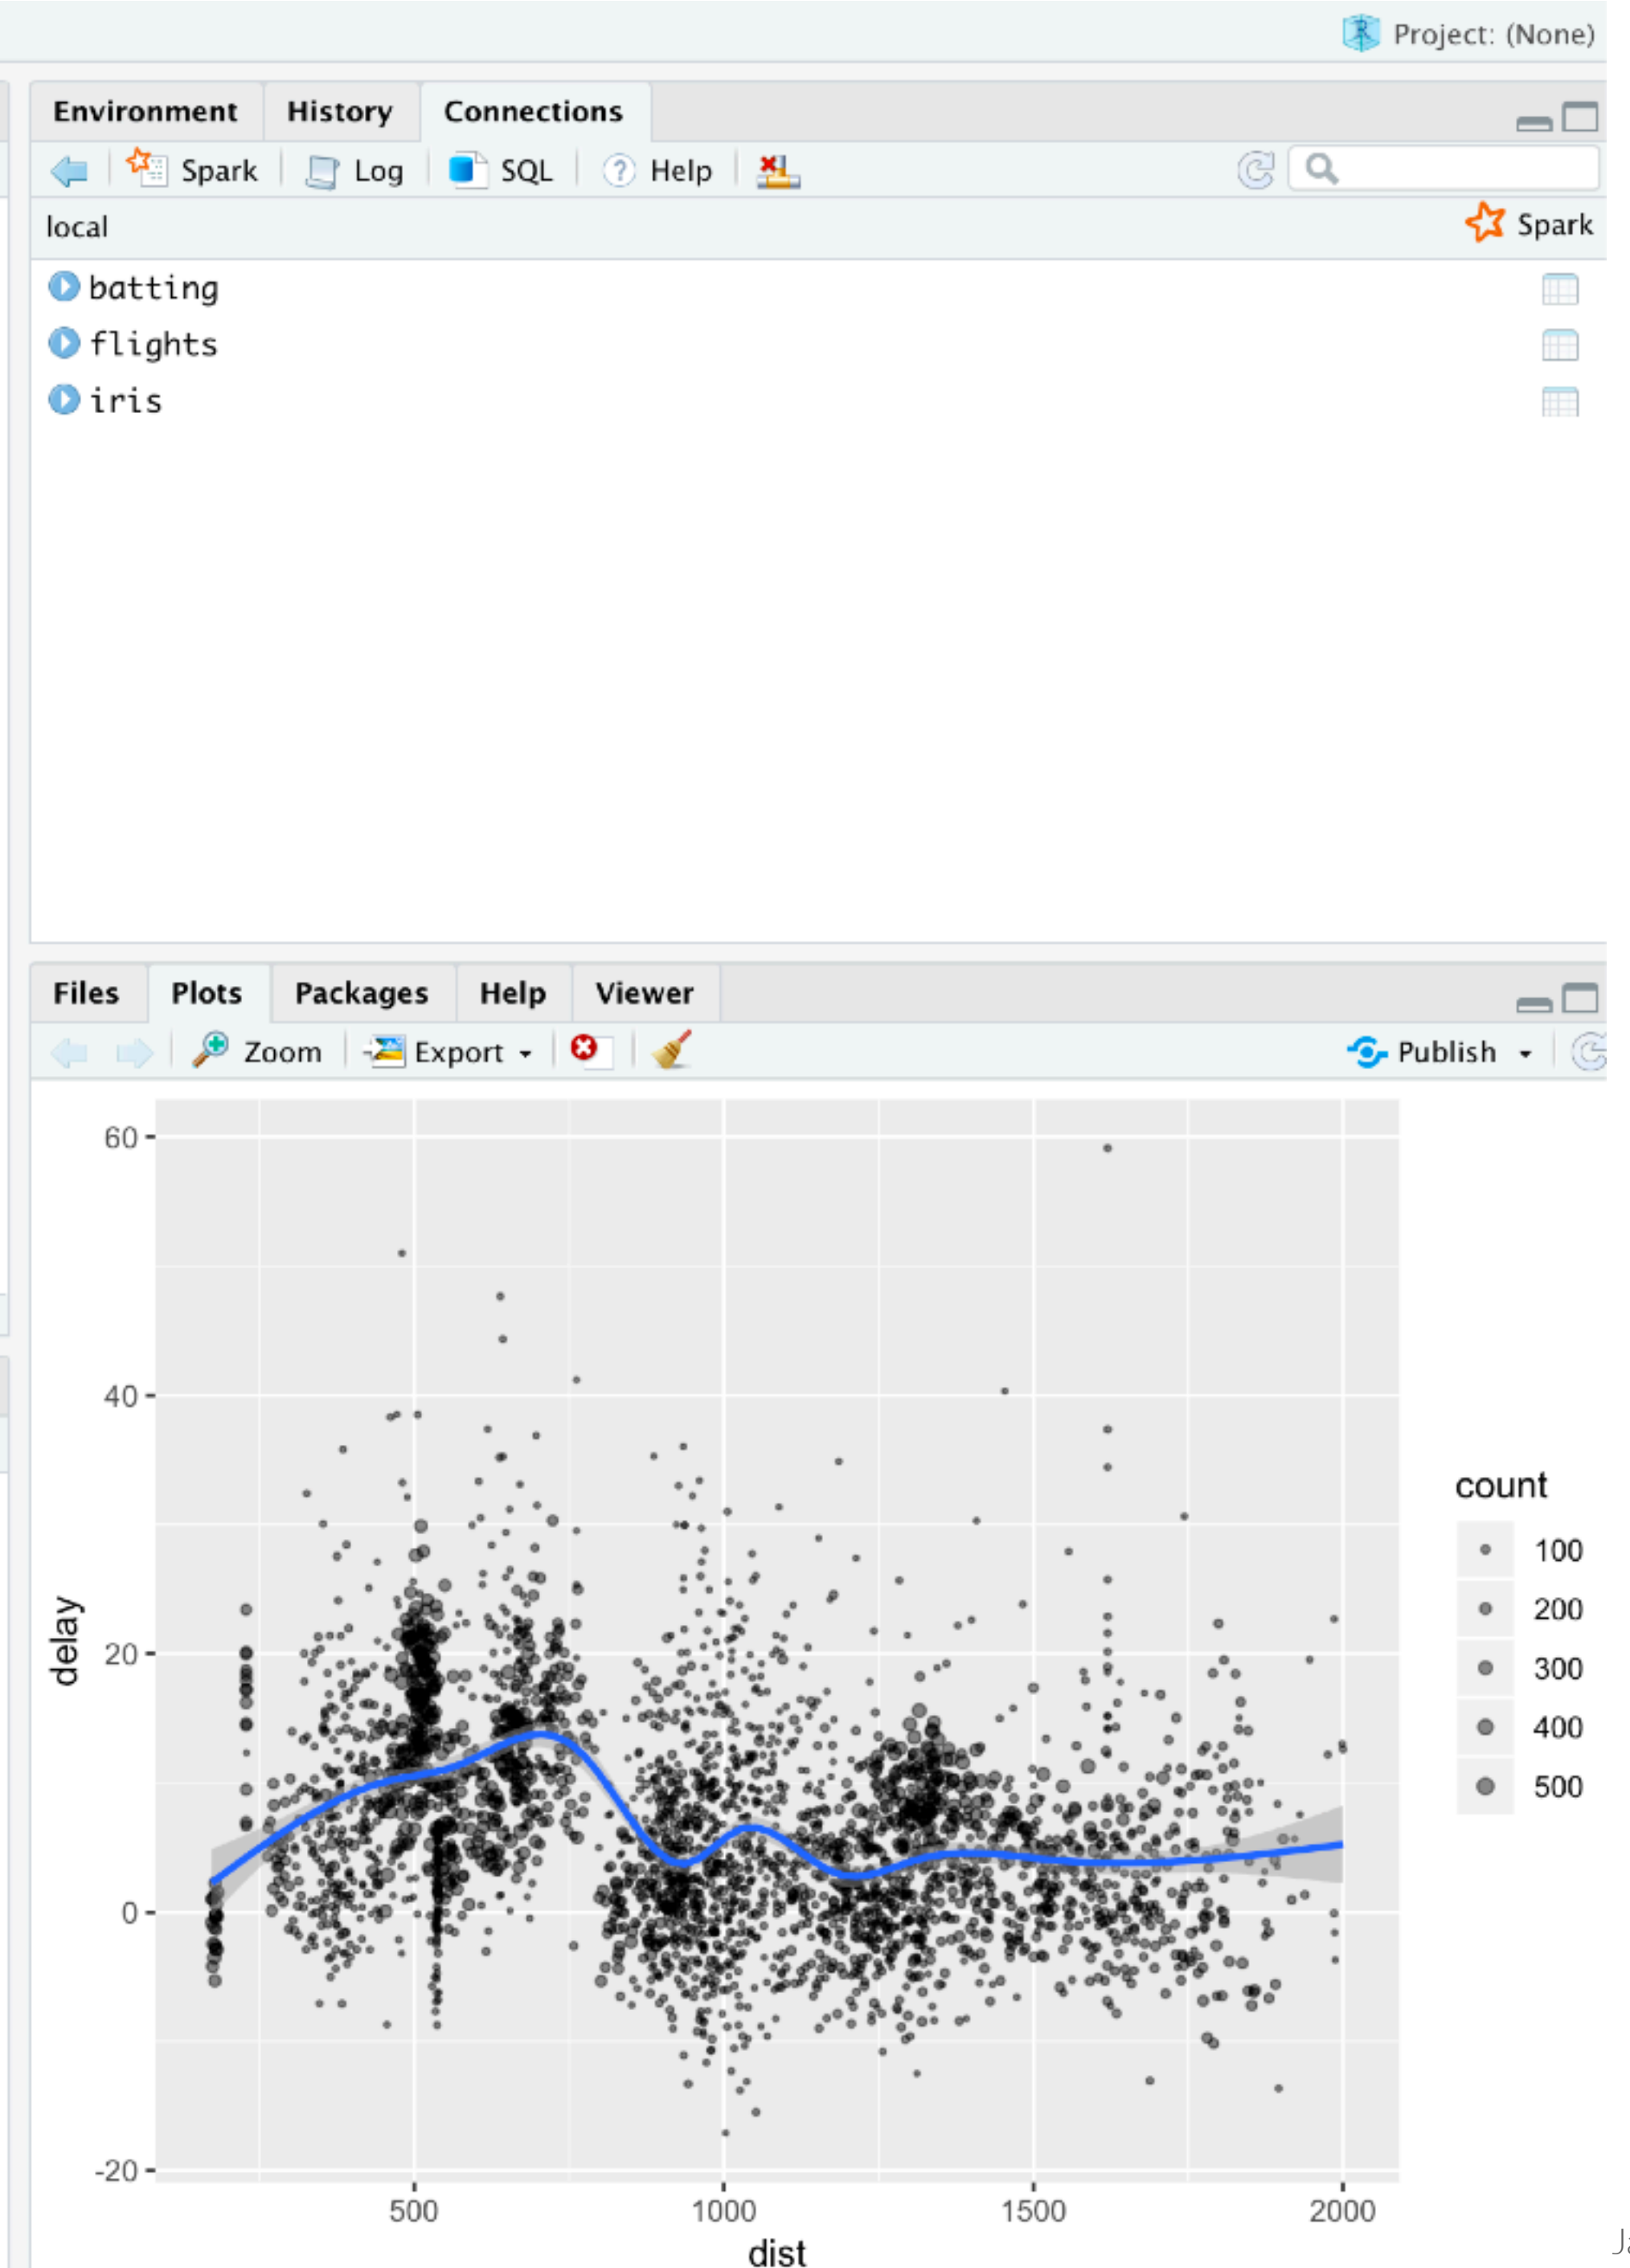 Project: (None)
Environment History Connections
Spark Log SQL ? Help
local Spark
batting
flights
iris
Files Plots Packages Help Viewer
Zoom Export Publish
60
40
20
0
-20
delay
500 1000 1500 2000
dist
count
100
200
300
400
500